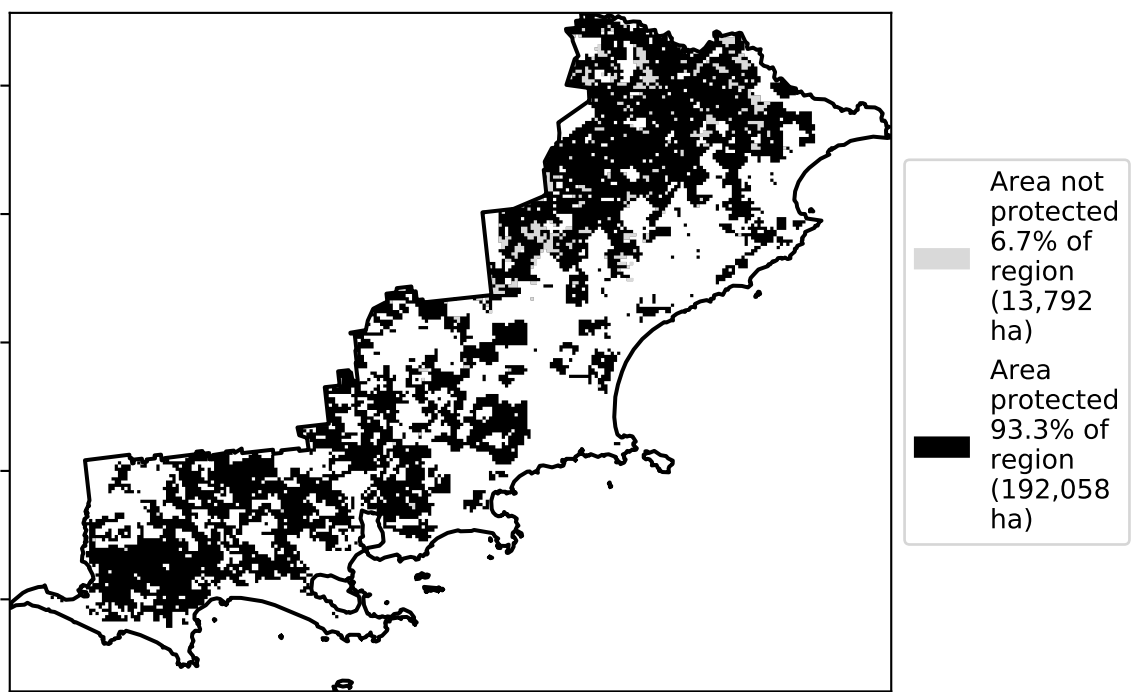 Area not
protected
6.7% of
region
(13,792
ha)
Area
protected
93.3% of
region
(192,058
ha)